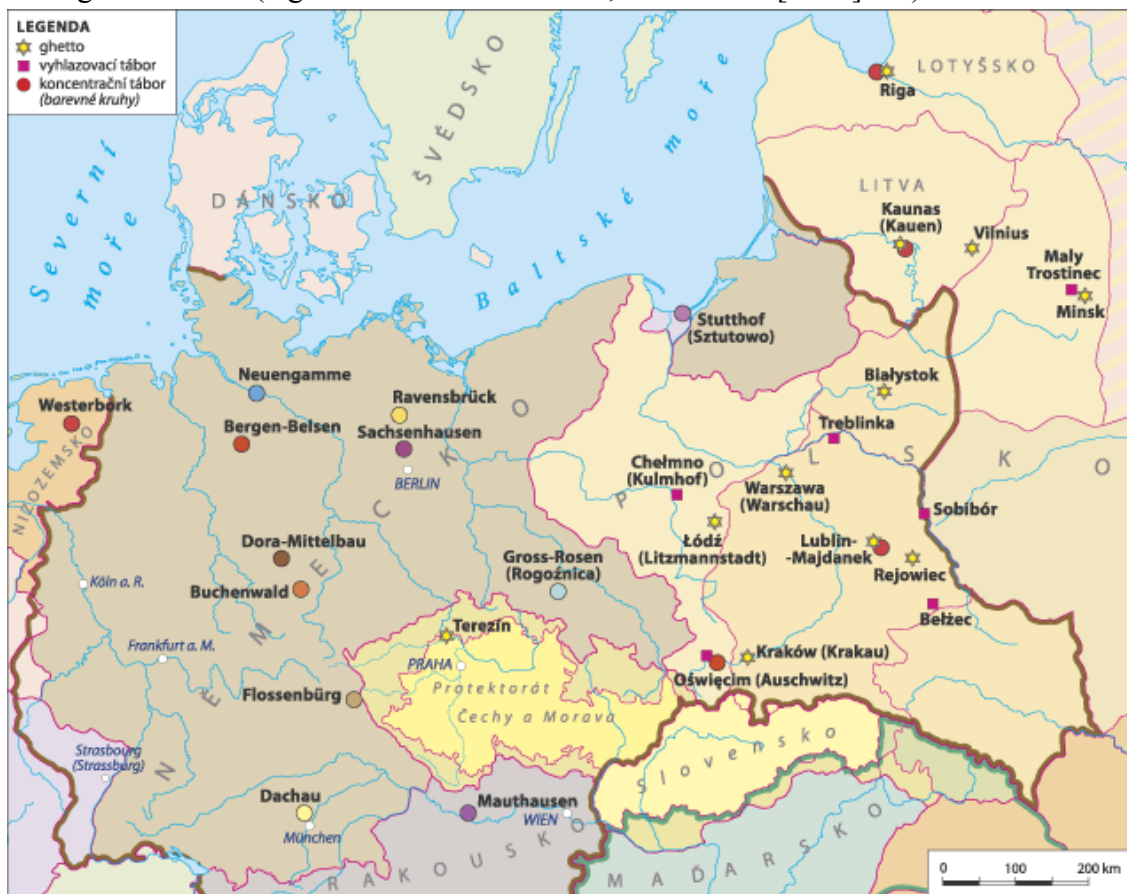 LEGENDA
ghetto
vyhlazovací tábor
koncentrační tábor
(barevné kruhy)
Severní
moře
DÁNSKO
ŠVÉDSKO
Baltské moře
LOTYŠSKO
Riga
LITVA
Kaunas
(Kauen)
Vilnius
Maly
Trostinec
Minsk
Stutthof
(Sztutowo)
Neuengamme
Ravensbrück
Białystok
Westerbork
Bergen-Belsen
Sachsenhausen
Treblinka
NIZOZEMSKO
BERLIN
Chełmno
(Kulmhof)
POLSKO
Warszawa
(Warschau)
Sobibór
Dora-Mittelbau
Łódź
(Litzmannstadt)
Lublin-
-Majdanek
Köln a. R.
Buchenwald
NĚMECKO
Gross-Rosen
(Rogoźnica)
Rejowiec
Bełżec
Terezín
Frankfurt a. M.
PRAHA
Kraków (Krakau)
Oświęcim (Auschwitz)
Flossenbürg
Protektorát
Čechy a Morava
Strasbourg
(Strassburg)
Slovensko
Dachau
München
Mauthausen
WIEN
RAKOUSKO
MAĎARSKO
0 100 200 km